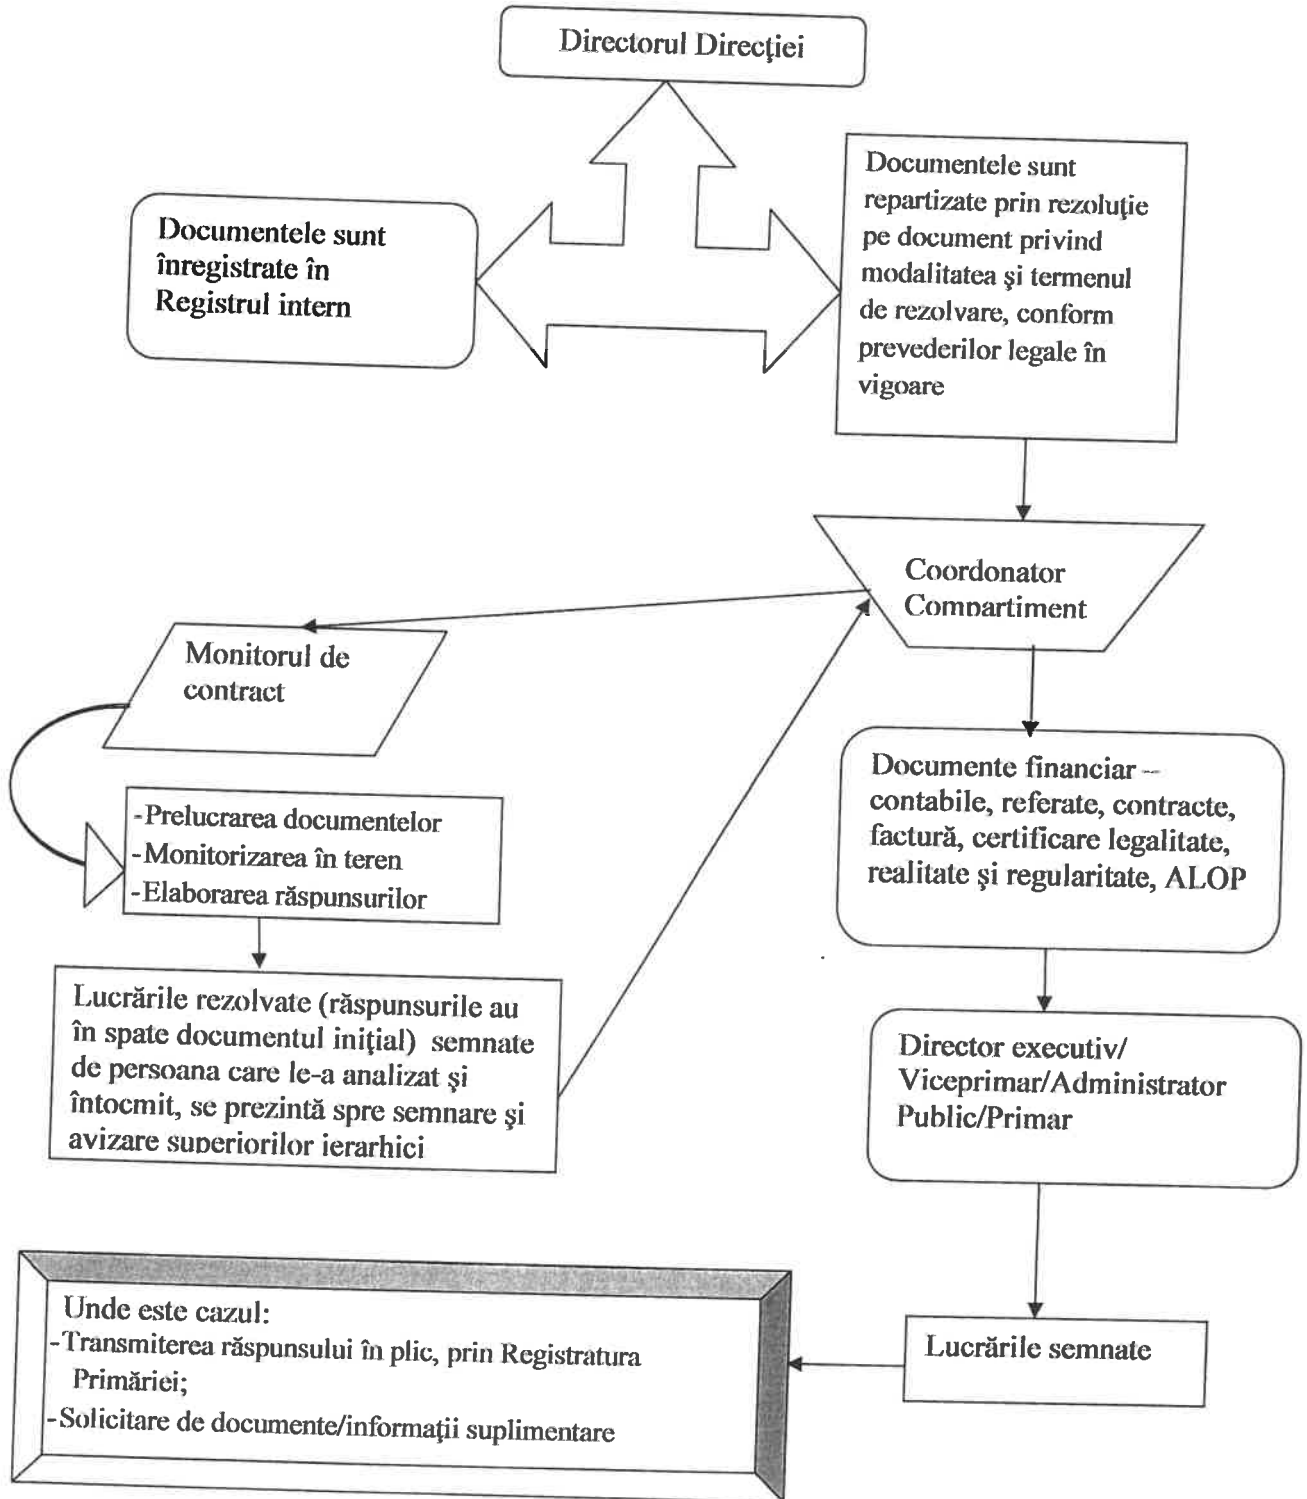 Directorul Direcţiei
Documentele sunt
înregistrate în
Registrul intern
Documentele sunt
repartizate prin rezoluţie
pe document privind
modalitatea şi termenul
de rezolvare, conform
prevederilor legale în
vigoare
Coordonator
Compartiment
Monitorul de
contract
-Prelucrarea documentelor
-Monitorizarea în teren
-Elaborarea răspunsurilor
Lucrările rezolvate (răspunsurile au
în spate documentul iniţial) semnate
de persoana care le-a analizat şi
întocmit, se prezintă spre semnare şi
avizare superiorilor ierarhici
Documente financiar –
contabile, referate, contracte,
factură, certificare legalitate,
realitate şi regularitate, ALOP
Director executiv/
Viceprimar/Administrator
Public/Primar
Lucrările semnate
Unde este cazul:
-Transmiterea răspunsului în plic, prin Registratura
Primăriei;
-Solicitare de documente/informaţii suplimentare